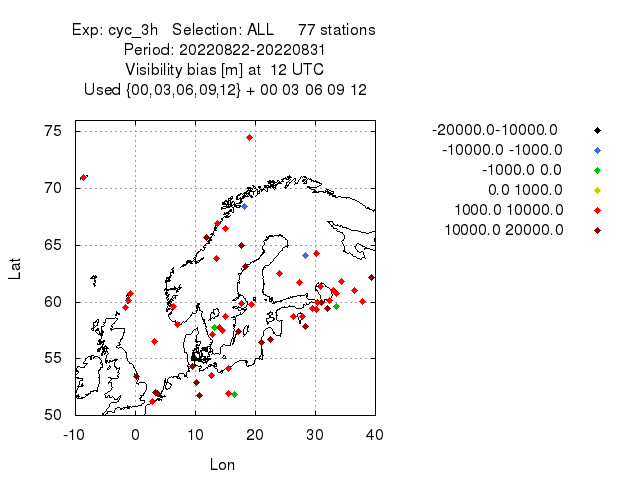 Exp: cyc_3h   Selection: ALL     77 stations
Period: 20220822-20220831
Visibility bias [m] at  12 UTC
Used {00,03,06,09,12} + 00 03 06 09 12
-20000.0-10000.0
-10000.0 -1000.0
-1000.0 0.0
0.0 1000.0
1000.0 10000.0
10000.0 20000.0
Lat
75
70
65
60
55
50
-10 0 10 20 30 40
Lon